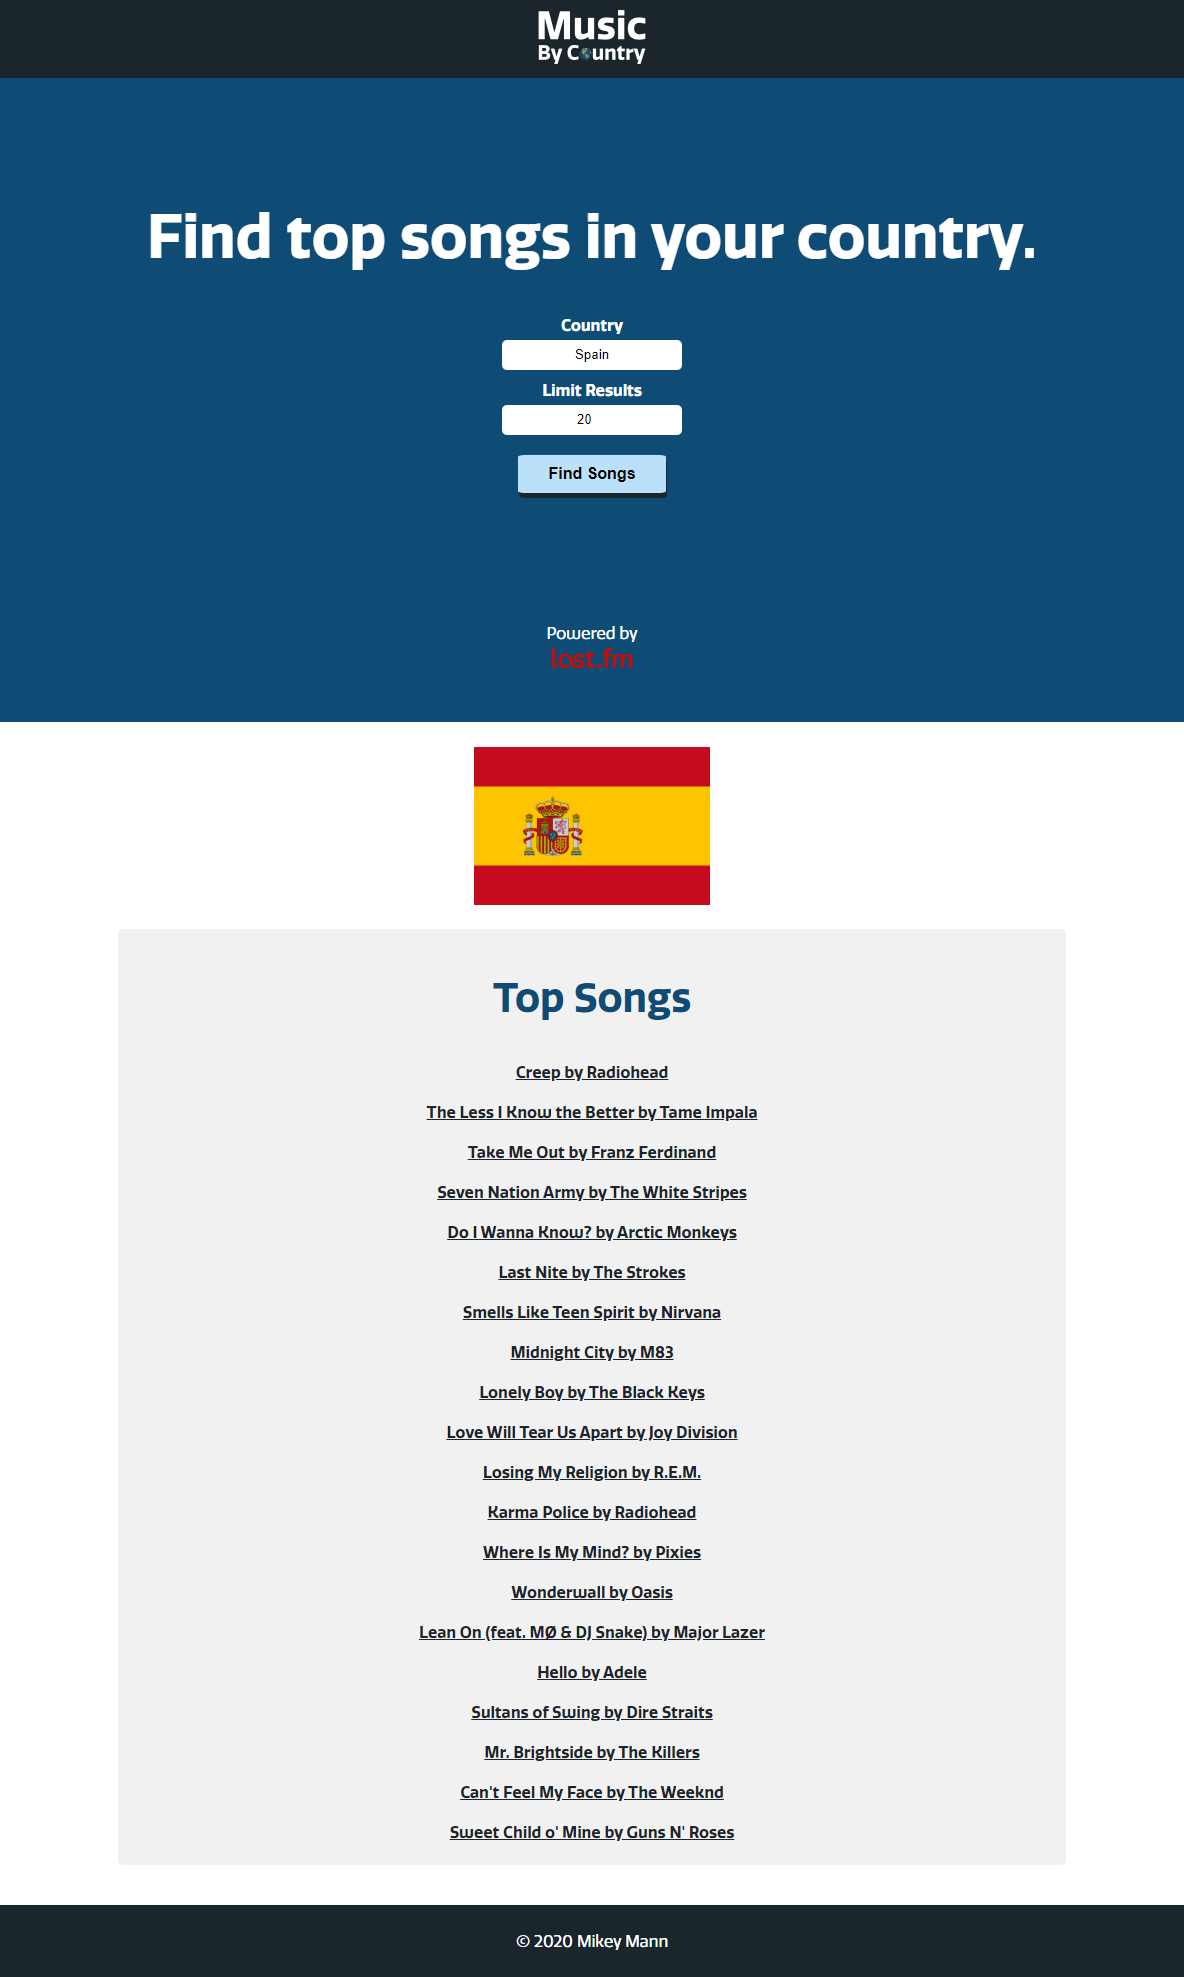 Music
By Country
Find top songs in your country.
Country
Spain
Limit Results
20
Find Songs
Powered by
last.fm
Top Songs
Creep by Radiohead
The Less I Know the Better by Tame Impala
Take Me Out by Franz Ferdinand
Seven Nation Army by The White Stripes
Do I Wanna Know? by Arctic Monkeys
Last Nite by The Strokes
Smells Like Teen Spirit by Nirvana
Midnight City by M83
Lonely Boy by The Black Keys
Love Will Tear Us Apart by Joy Division
Losing My Religion by R.E.M.
Karma Police by Radiohead
Where Is My Mind? by Pixies
Wonderwall by Oasis
Lean On (feat. MØ & DJ Snake) by Major Lazer
Hello by Adele
Sultans of Swing by Dire Straits
Mr. Brightside by The Killers
Can't Feel My Face by The Weeknd
Sweet Child o' Mine by Guns N' Roses
© 2020 Mikey Mann